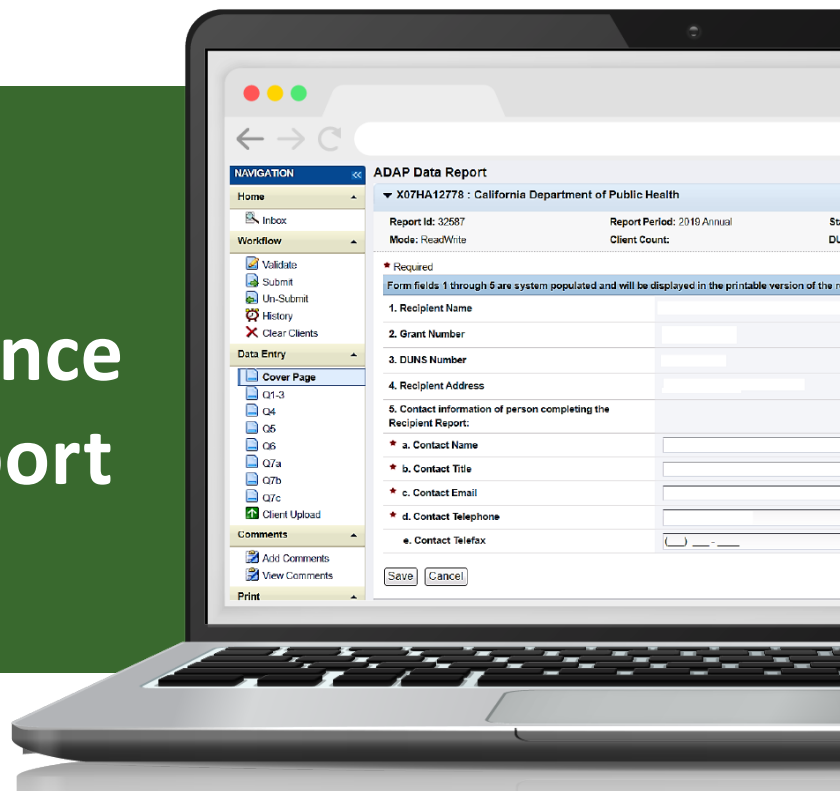 nce
port
NAVIGATION
ADAP Data Report
Home
X07HA12778 : California Department of Public Health
Inbox
Report Id: 32587 Report Period: 2019 Annual
Workflow
Mode: ReadWrite Client Count:
Validate
* Required
Submit
Form fields 1 through 5 are system populated and will be displayed in the printable version of the
Un-Submit
1. Recipient Name
History
Clear Clients
2. Grant Number
Data Entry
3. DUNS Number
Cover Page
4. Recipient Address
Q1-3
5. Contact information of person completing the
Q4
Recipient Report:
Q5
* a. Contact Name
Q6
Q7a
* b. Contact Title
Q7b
* c. Contact Email
Q7c
* d. Contact Telephone
Client Upload
Comments
e. Contact Telefax (__) ___-____
Add Comments
View Comments
Save Cancel
Print